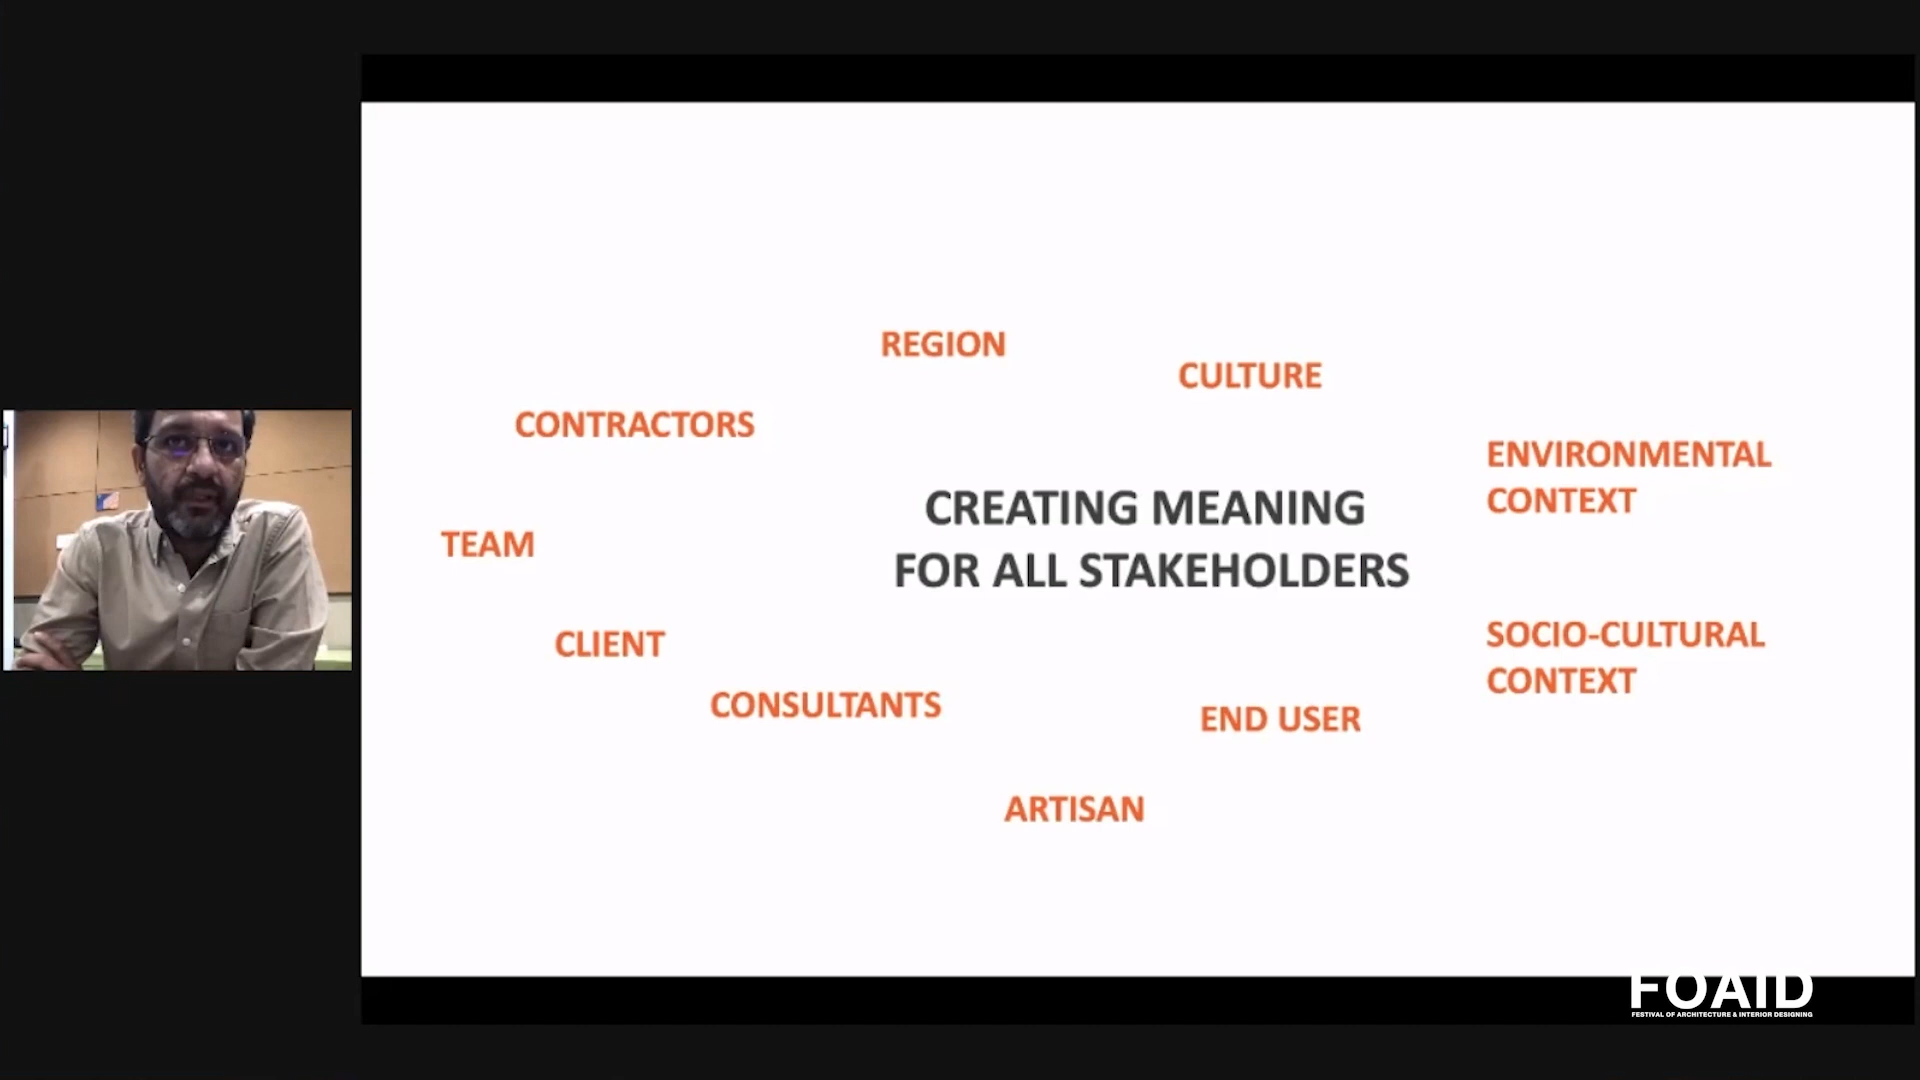 REGION
CULTURE
CONTRACTORS
ENVIRONMENTAL
CONTEXT
CREATING MEANING
FOR ALL STAKEHOLDERS
TEAM
CLIENT
SOCIO-CULTURAL
CONTEXT
CONSULTANTS
END USER
ARTISAN
FOAID
FESTIVAL OF ARCHITECTURE & INTERIOR DESIGNING